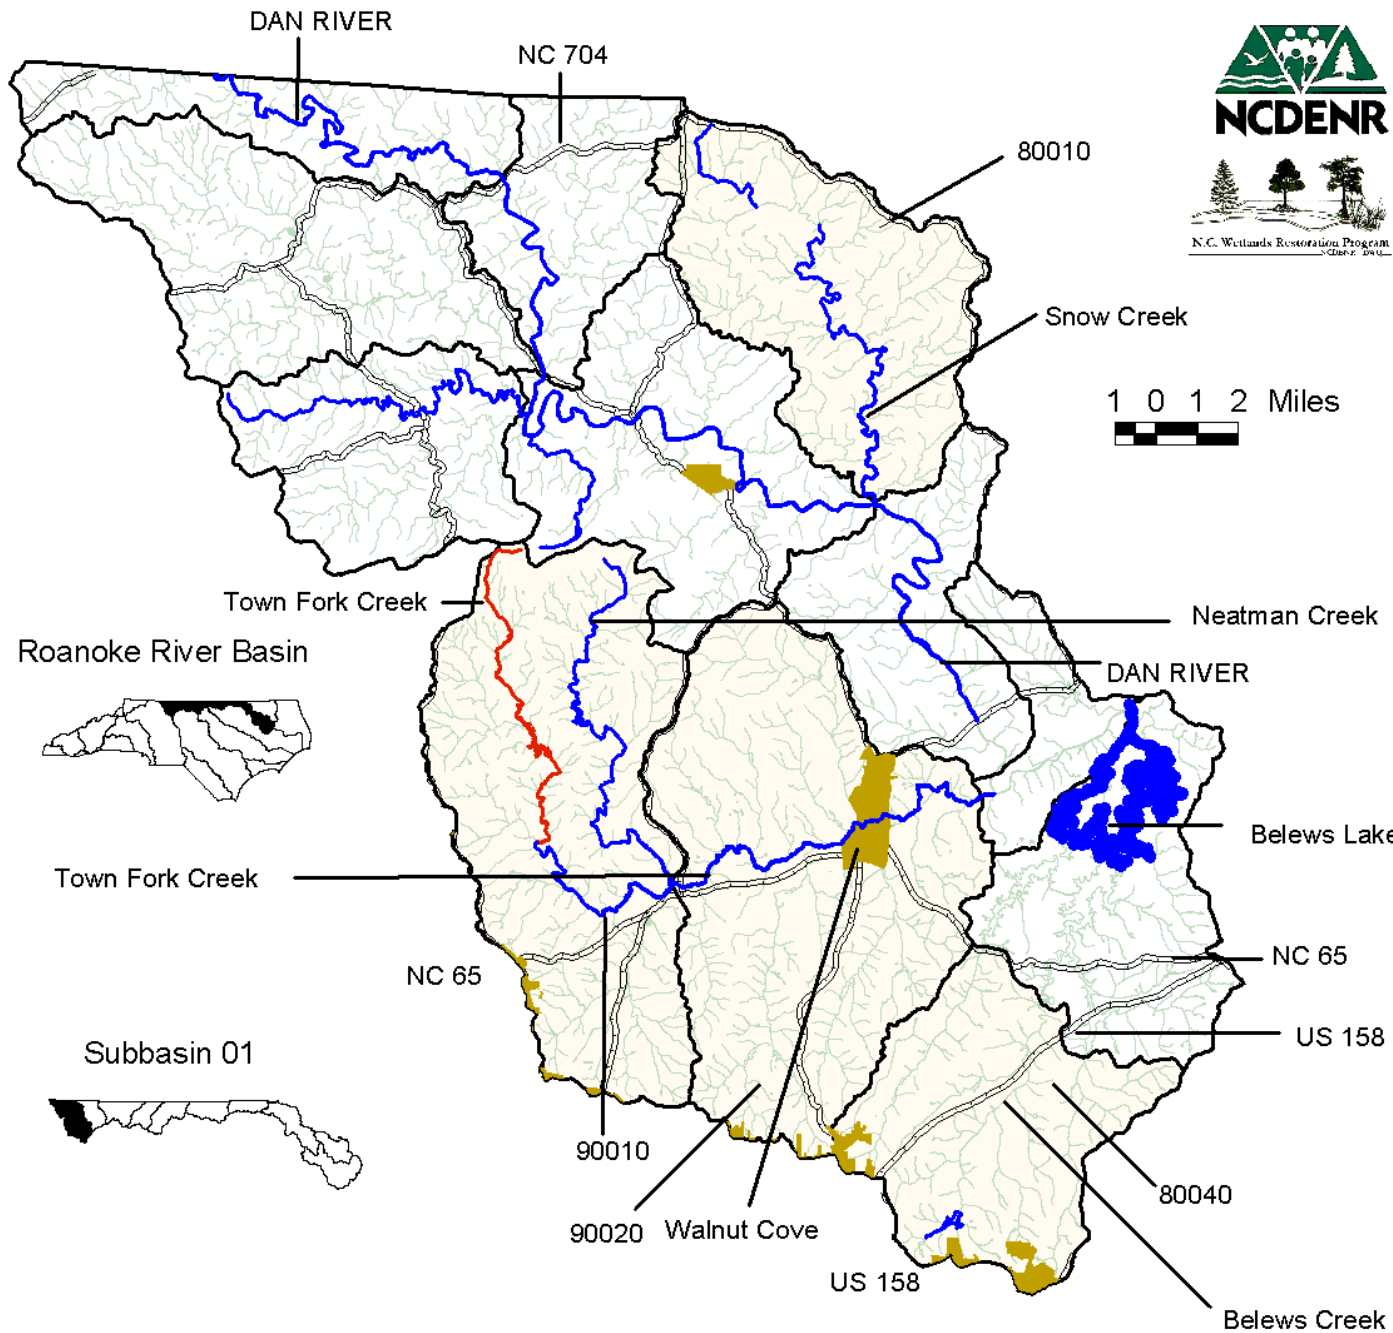 DAN RIVER
NC 704
NCDENR
80010
N.C. Wetlands Restoration Program
Snow Creek
1 0 1 2 Miles
Town Fork Creek
Neatman Creek
Roanoke River Basin
DAN RIVER
Belews Lake
Town Fork Creek
NC 65
NC 65
US 158
Subbasin 01
90010
80040
90020
Walnut Cove
US 158
Belews Creek